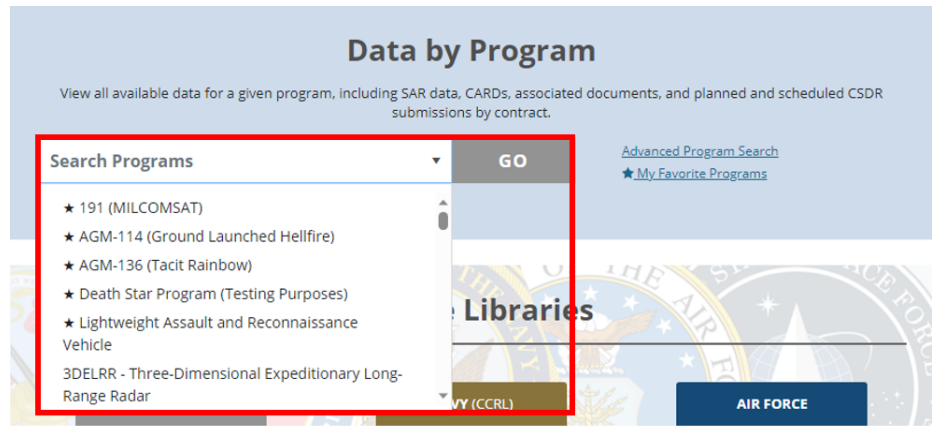 Data by Program
View all available data for a given program, including SAR data, CARDs, associated documents, and planned and scheduled CSDR
submissions by contract.
Search Programs
GO
Advanced Program Search
★ My Favorite Programs
★ 191 (MILCOMSAT)
★ AGM-114 (Ground Launched Hellfire)
★ AGM-136 (Tacit Rainbow)
★ Death Star Program (Testing Purposes)
★ Lightweight Assault and Reconnaissance
Vehicle
3DELRR - Three-Dimensional Expeditionary Long-
Range Radar
Libraries
(CCRL)
AIR FORCE